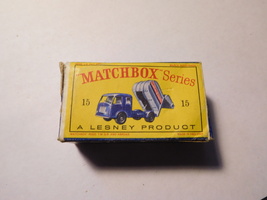 MATCHBOX Series
15 15
A LESNEY PRODUCT